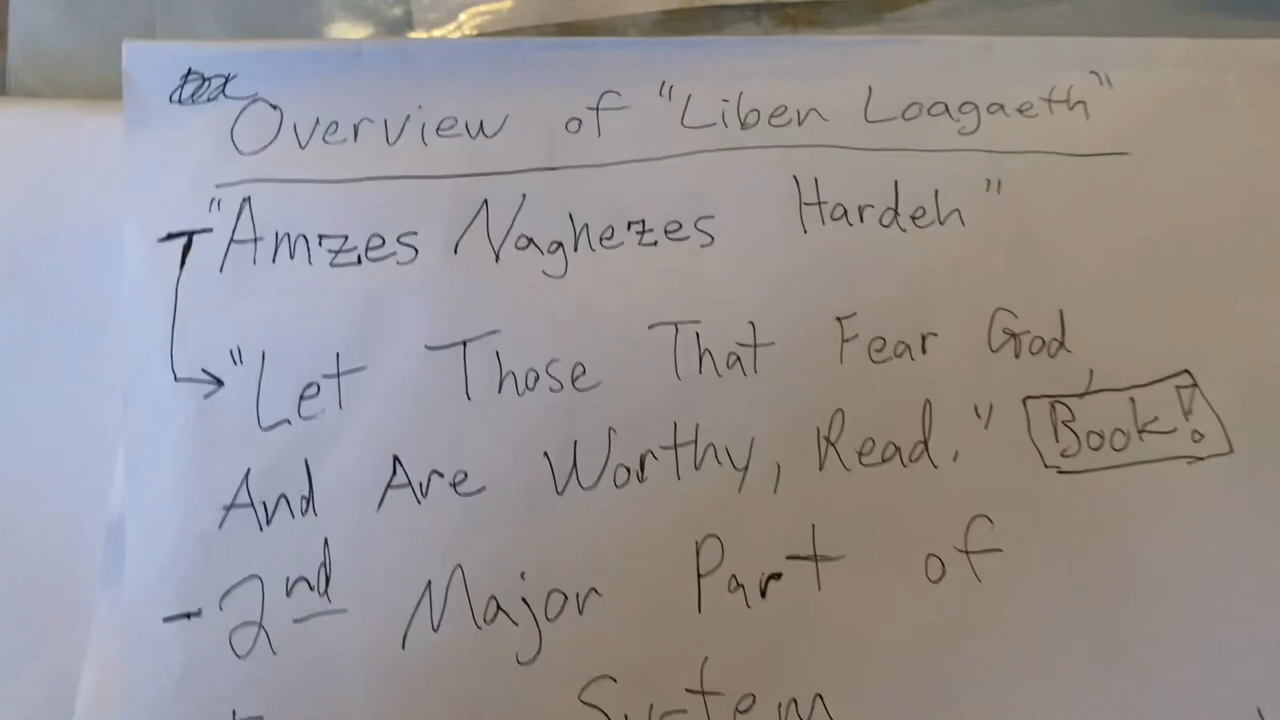 Overview of "Liben Loagaeth"
"Amzes Naghezes Hardeh"
"Let Those That Fear God
And Are Worthy, Read." Book!
- 2nd Major Part of
System